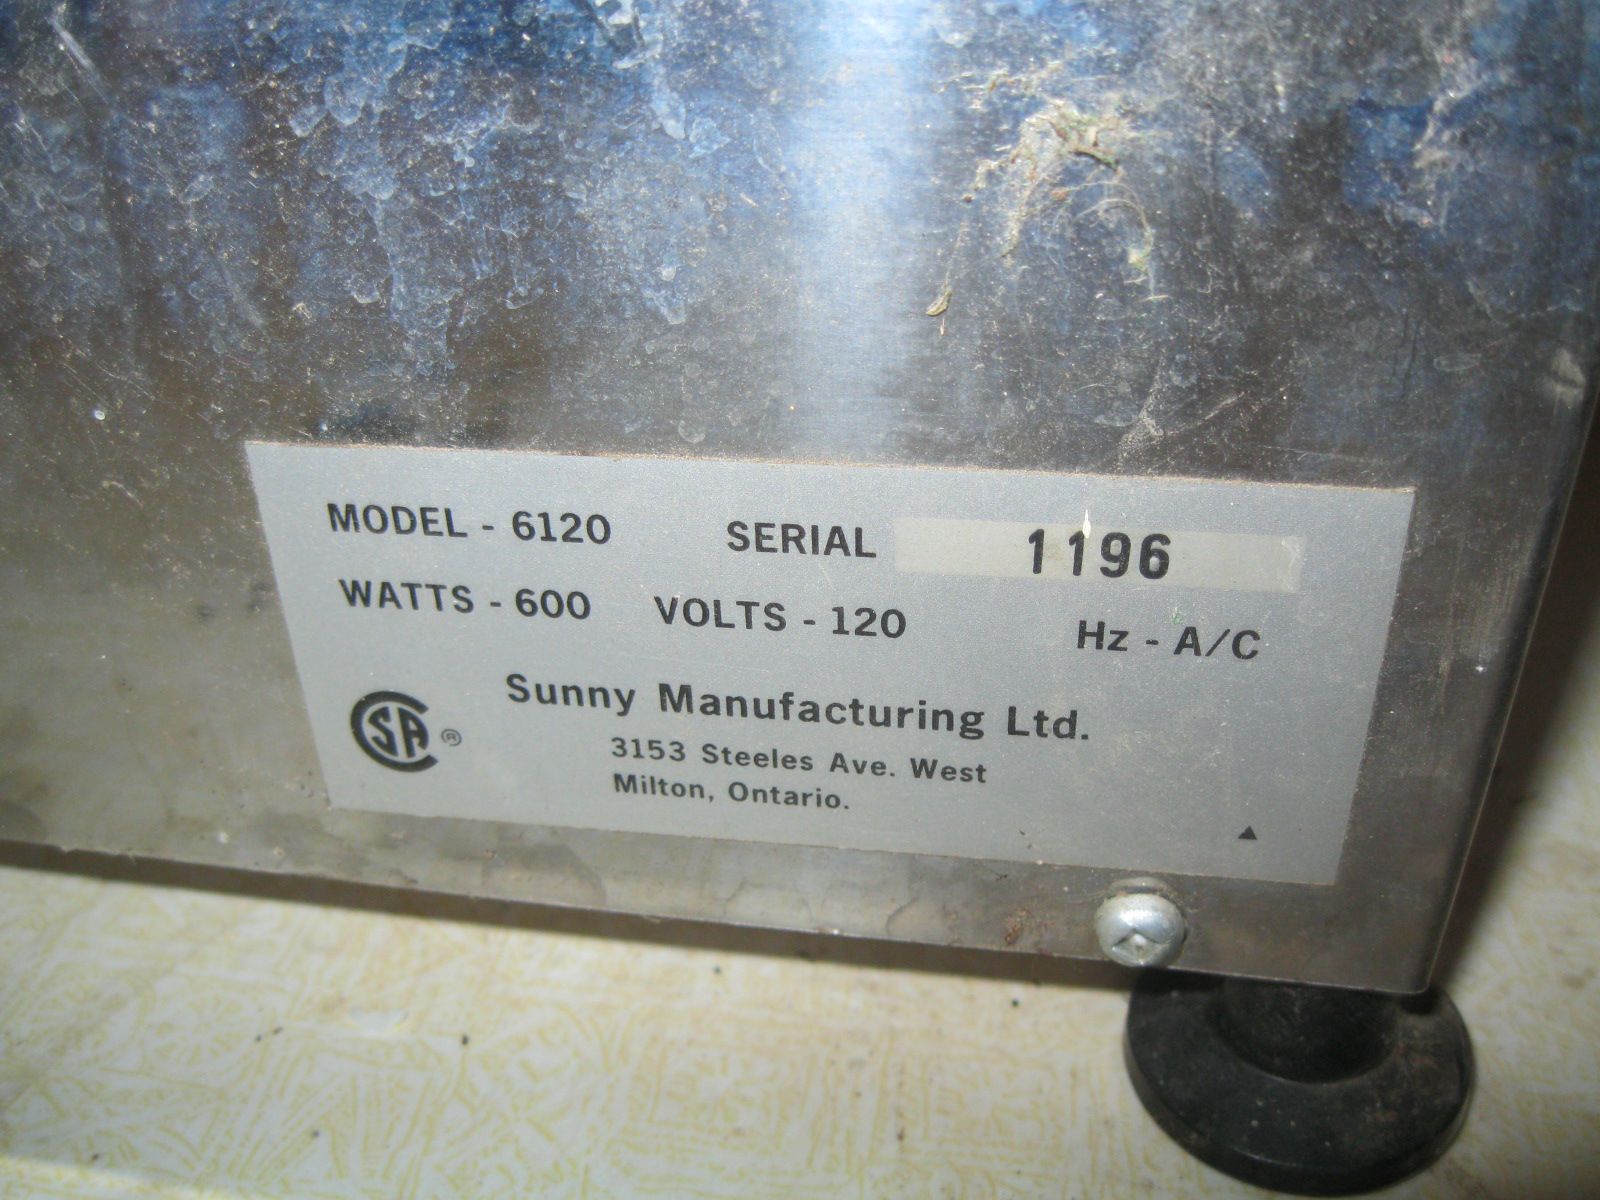 MODEL - 6120 SERIAL 1196
WATTS - 600 VOLTS - 120 Hz - A/C
Sunny Manufacturing Ltd.
CSA ®
3153 Steeles Ave. West
Milton, Ontario.